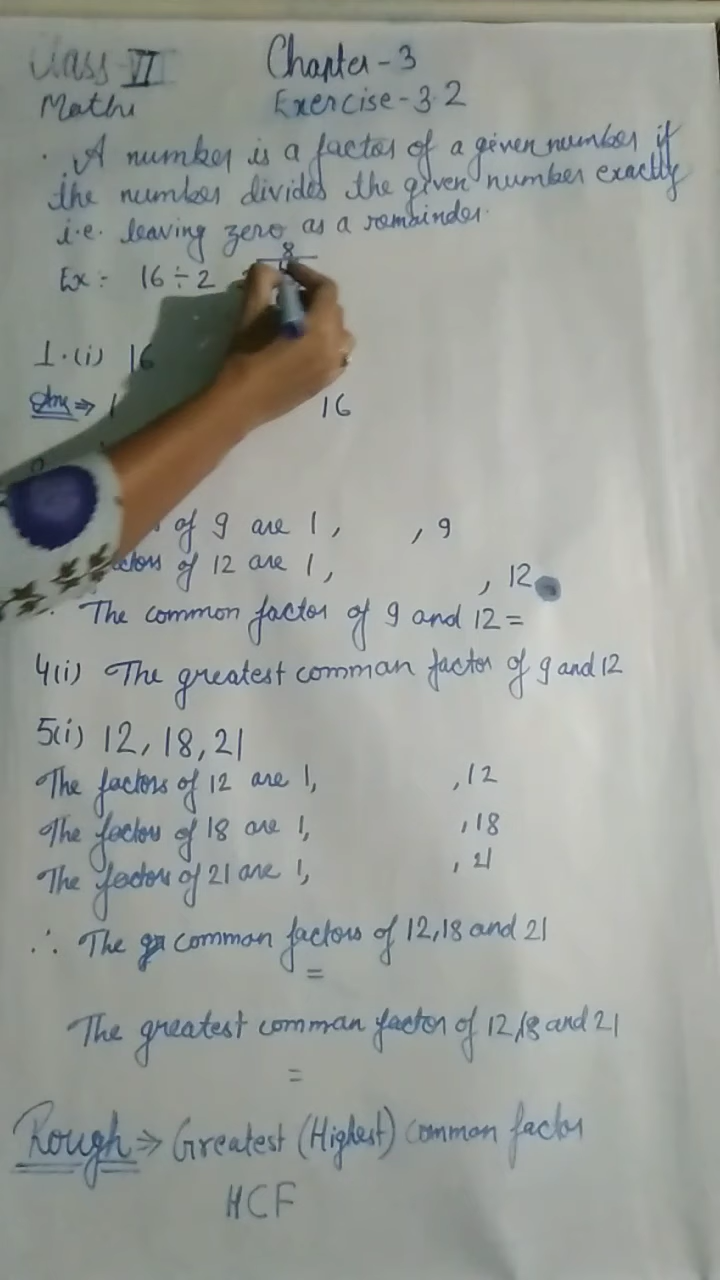 Class-VI Chapter-3
Maths Exercise-3.2
. A number is a factor of a given number if
the number divides the given number exactly
i.e. leaving zero as a remainder.
8
Ex:- 16÷2
1.(i) 16
Ans⇒ 1 16
of 9 are 1, , 9
of 12 are 1, , 12
The common factor of 9 and 12=
4(i) The greatest comman factor of 9 and 12
5(i) 12, 18, 21
The factors of 12 are 1, ,12
The factors of 18 are 1, ,18
The factors of 21 are 1, , 21
∴ The common factors of 12,18 and 21
=
The greatest comman factor of 12,18 and 21
=
Rough⇒ Greatest (Highest) common factor
HCF